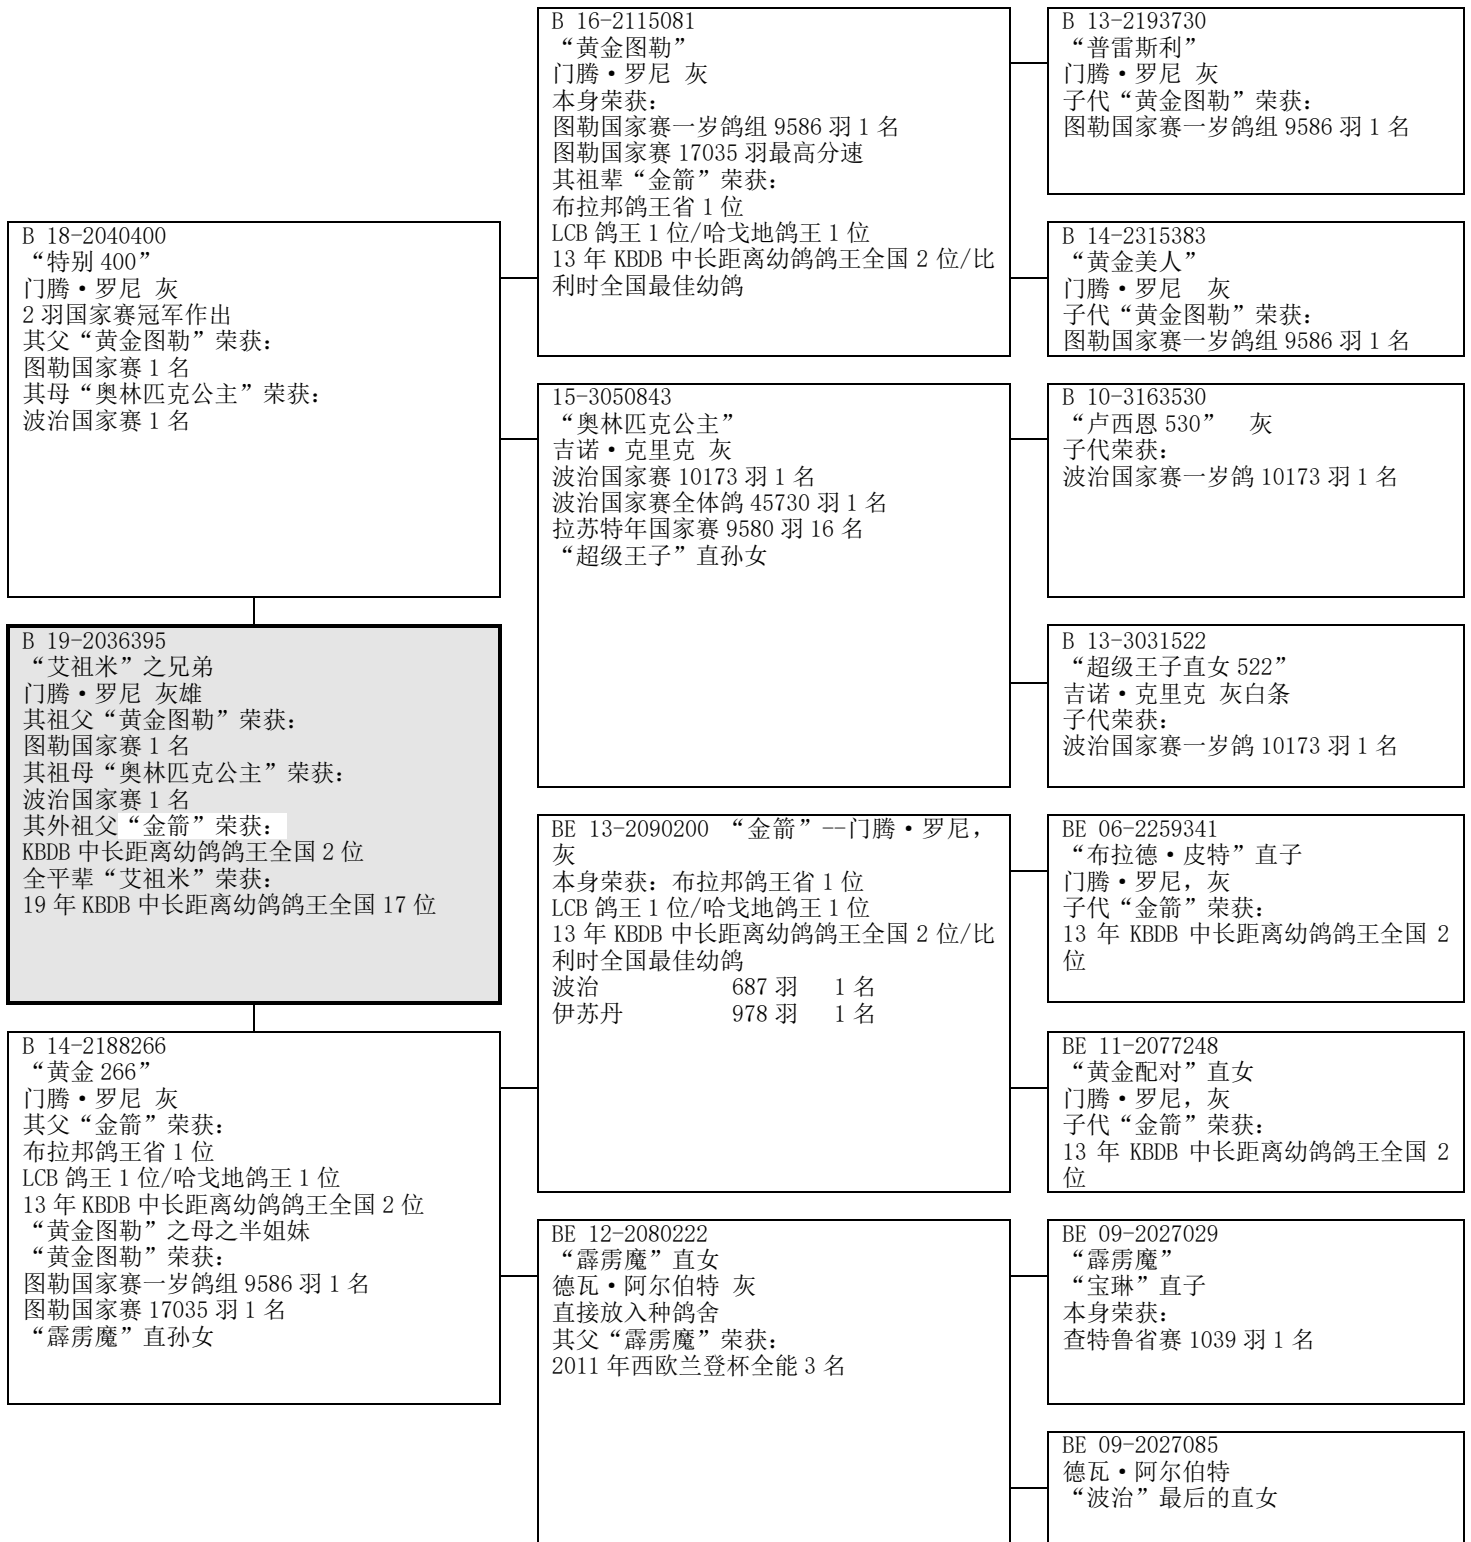 B 18-2040400
“特别 400”
门腾·罗尼 灰
2 羽国家赛冠军作出
其父“黄金图勒”荣获：
图勒国家赛 1 名
其母“奥林匹克公主”荣获：
波治国家赛 1 名
B 19-2036395
“艾祖米”之兄弟
门腾·罗尼 灰雄
其祖父“黄金图勒”荣获：
图勒国家赛 1 名
其祖母“奥林匹克公主”荣获：
波治国家赛 1 名
其外祖父“金箭”荣获：
KBDB 中长距离幼鸽鸽王全国 2 位
全平辈“艾祖米”荣获：
19 年 KBDB 中长距离幼鸽鸽王全国 17 位
B 14-2188266
“黄金 266”
门腾·罗尼 灰
其父“金箭”荣获：
布拉邦鸽王省 1 位
LCB 鸽王 1 位/哈戈地鸽王 1 位
13 年 KBDB 中长距离幼鸽鸽王全国 2 位
“黄金图勒”之母之半姐妹
“黄金图勒”荣获：
图勒国家赛一岁鸽组 9586 羽 1 名
图勒国家赛 17035 羽 1 名
“霹雳魔”直孙女
B 16-2115081
“黄金图勒”
门腾·罗尼 灰
本身荣获：
图勒国家赛一岁鸽组 9586 羽 1 名
图勒国家赛 17035 羽最高分速
其祖辈“金箭”荣获：
布拉邦鸽王省 1 位
LCB 鸽王 1 位/哈戈地鸽王 1 位
13 年 KBDB 中长距离幼鸽鸽王全国 2 位/比
利时全国最佳幼鸽
15-3050843
“奥林匹克公主”
吉诺·克里克 灰
波治国家赛 10173 羽 1 名
波治国家赛全体鸽 45730 羽 1 名
拉苏特年国家赛 9580 羽 16 名
“超级王子”直孙女
BE 13-2090200 “金箭”--门腾·罗尼，
灰
本身荣获：布拉邦鸽王省 1 位
LCB 鸽王 1 位/哈戈地鸽王 1 位
13 年 KBDB 中长距离幼鸽鸽王全国 2 位/比
利时全国最佳幼鸽
波治 687 羽 1 名
伊苏丹 978 羽 1 名
BE 12-2080222
“霹雳魔”直女
德瓦·阿尔伯特 灰
直接放入种鸽舍
其父“霹雳魔”荣获：
2011 年西欧兰登杯全能 3 名
B 13-2193730
“普雷斯利”
门腾·罗尼 灰
子代“黄金图勒”荣获：
图勒国家赛一岁鸽组 9586 羽 1 名
B 14-2315383
“黄金美人”
门腾·罗尼 灰
子代“黄金图勒”荣获：
图勒国家赛一岁鸽组 9586 羽 1 名
B 10-3163530
“卢西恩 530” 灰
子代荣获：
波治国家赛一岁鸽 10173 羽 1 名
B 13-3031522
“超级王子直女 522”
吉诺·克里克 灰白条
子代荣获：
波治国家赛一岁鸽 10173 羽 1 名
BE 06-2259341
“布拉德·皮特”直子
门腾·罗尼，灰
子代“金箭”荣获：
13 年 KBDB 中长距离幼鸽鸽王全国 2
位
BE 11-2077248
“黄金配对”直女
门腾·罗尼，灰
子代“金箭”荣获：
13 年 KBDB 中长距离幼鸽鸽王全国 2
位
BE 09-2027029
“霹雳魔”
“宝琳”直子
本身荣获：
查特鲁省赛 1039 羽 1 名
BE 09-2027085
德瓦·阿尔伯特
“波治”最后的直女